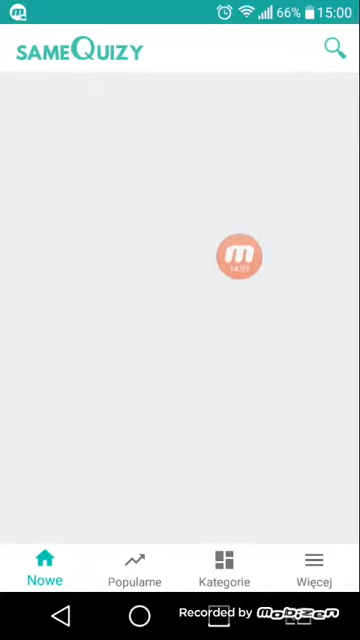 66% 15:00
SAMEQUIZY
Nowe
Popularne
Kategorie
Więcej
Recorded by mobizen